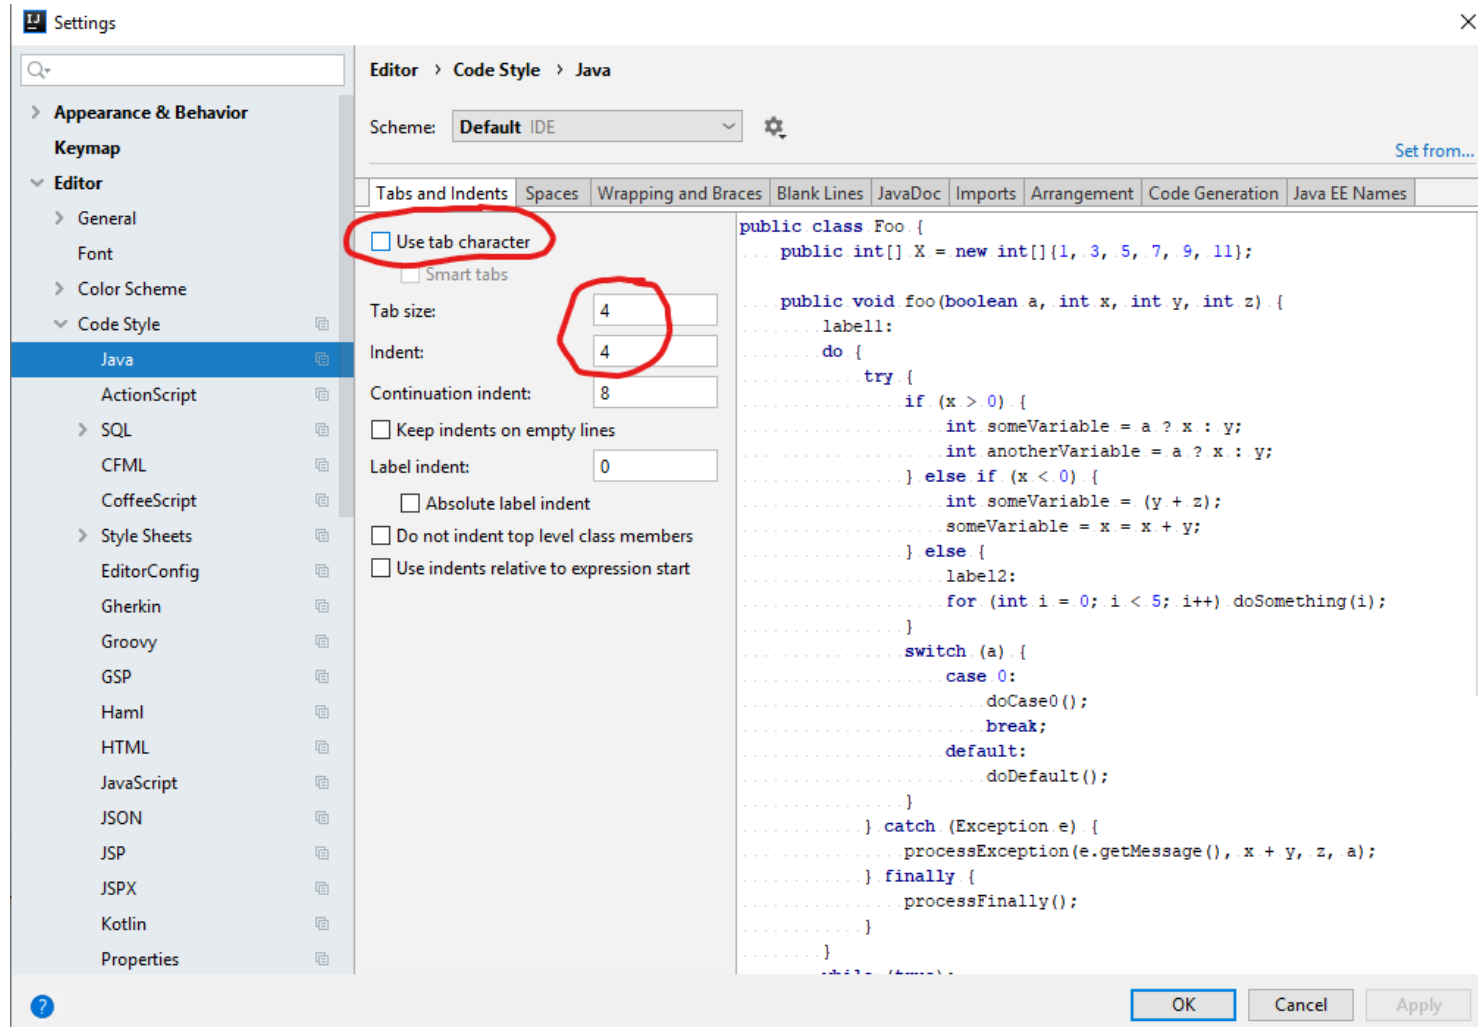 IJ Settings
Editor > Code Style > Java
Scheme: Default IDE
Set from...
Appearance & Behavior
Keymap
Editor
General
Font
Color Scheme
Code Style
Java
ActionScript
SQL
CFML
CoffeeScript
Style Sheets
EditorConfig
Gherkin
Groovy
GSP
Haml
HTML
JavaScript
JSON
JSP
JSPX
Kotlin
Properties
Tabs and Indents Spaces Wrapping and Braces Blank Lines JavaDoc Imports Arrangement Code Generation Java EE Names
Use tab character
Smart tabs
Tab size: 4
Indent: 4
Continuation indent: 8
Keep indents on empty lines
Label indent: 0
Absolute label indent
Do not indent top level class members
Use indents relative to expression start
public class Foo {
    public int[] X = new int[]{1, 3, 5, 7, 9, 11};
    public void foo(boolean a, int x, int y, int z) {
        label1:
        do {
            try {
                if (x > 0) {
                    int someVariable = a ? x : y;
                    int anotherVariable = a ? x : y;
                } else if (x < 0) {
                    int someVariable = (y + z);
                    someVariable = x = x + y;
                } else {
                    label2:
                    for (int i = 0; i < 5; i++) doSomething(i);
                }
                switch (a) {
                    case 0:
                        doCase0();
                        break;
                    default:
                        doDefault();
                }
            } catch (Exception e) {
                processException(e.getMessage(), x + y, z, a);
            } finally {
                processFinally();
            }
        }
? OK Cancel Apply